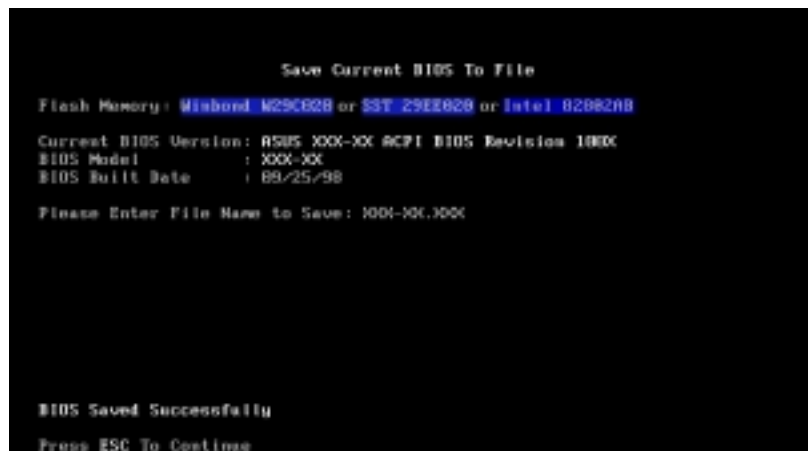 Save Current BIOS To File
Flash Memory: Winbond W29C020 or SST 29EE020 or Intel 82802AB
Current BIOS Version: ASUS XXX-XX ACPI BIOS Revision 100X
BIOS Model : XXX-XX
BIOS Built Date : 09/25/98
Please Enter File Name to Save: XXX-XX.XXX
BIOS Saved Successfully
Press ESC To Continue